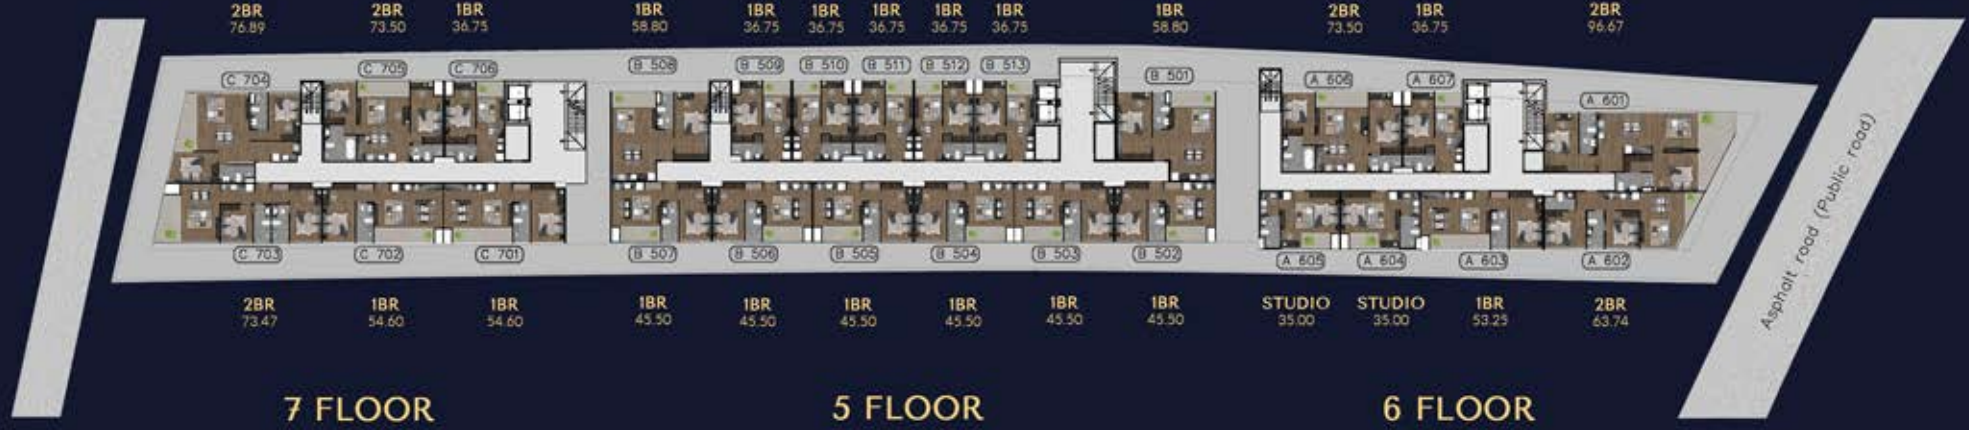 2BR 2BR 1BR 1BR 1BR 1BR 1BR 1BR 1BR 1BR 2BR 1BR 2BR
76.89 73.50 36.75 58.80 36.75 36.75 36.75 36.75 36.75 58.80 73.50 36.75 96.67
C 704 C 705 C 706 B 508 B 509 B 510 B 511 B 512 B 513 B 501 A 606 A 607 A 601
C 703 C 702 C 701 B 507 B 506 B 505 B 504 B 503 B 502 A 605 A 604 A 603 A 602
Asphalt road (Public road)
2BR 1BR 1BR 1BR 1BR 1BR 1BR 1BR 1BR STUDIO STUDIO 1BR 2BR
73.47 54.60 54.60 45.50 45.50 45.50 45.50 45.50 45.50 35.00 35.00 53.25 63.74
7 FLOOR 5 FLOOR 6 FLOOR